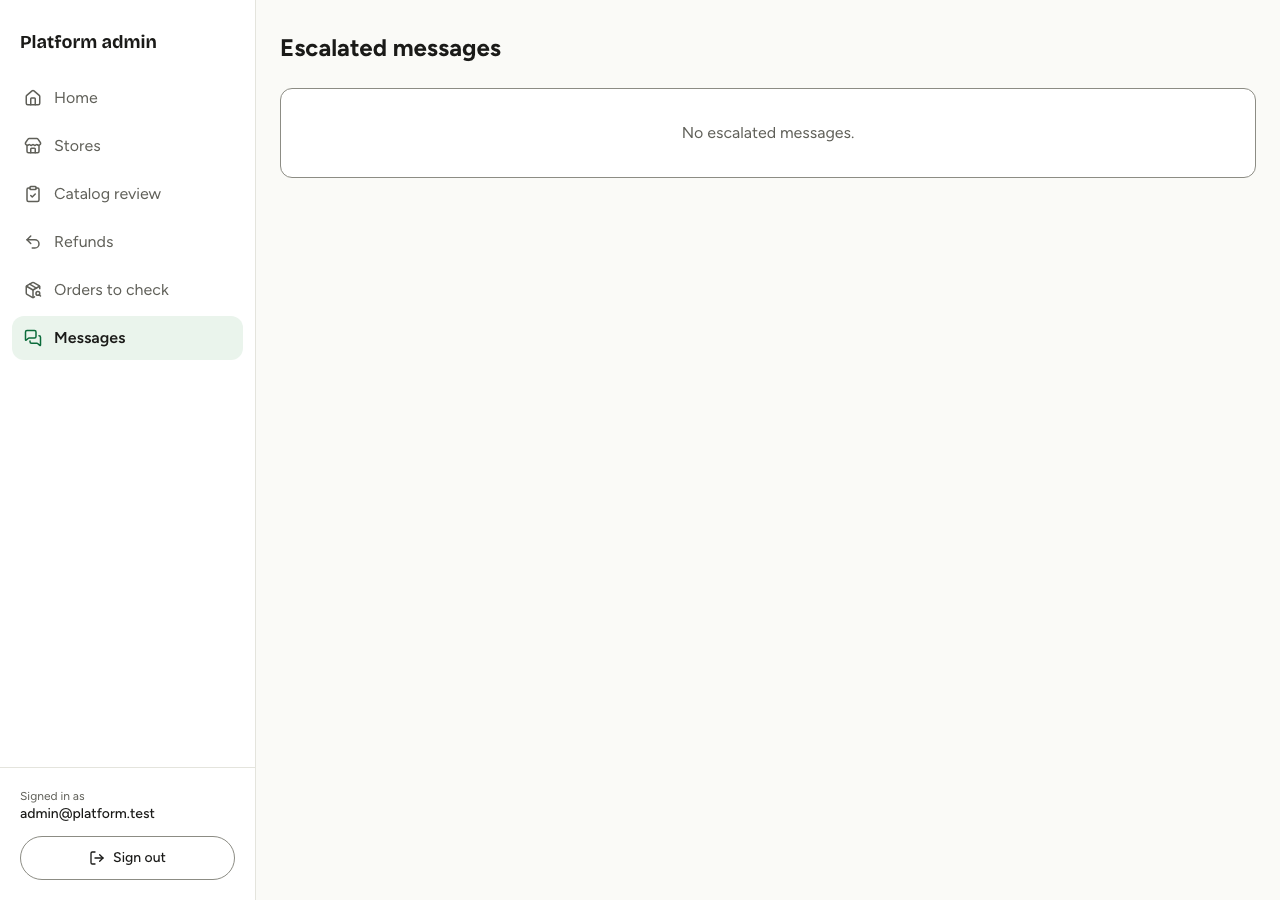 Platform admin
Home
Stores
Catalog review
Refunds
Orders to check
Messages
Signed in as
admin@platform.test
Sign out
Escalated messages
No escalated messages.